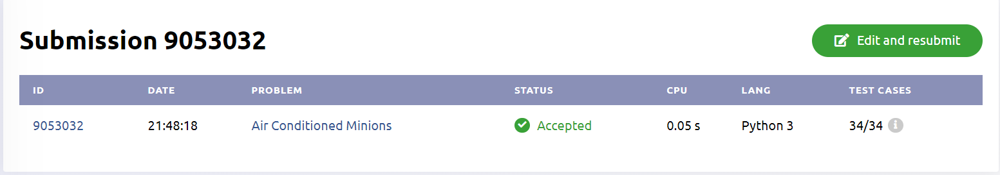 Submission 9053032
Edit and resubmit
ID DATE PROBLEM STATUS CPU LANG TEST CASES
9053032 21:48:18 Air Conditioned Minions Accepted 0.05 s Python 3 34/34